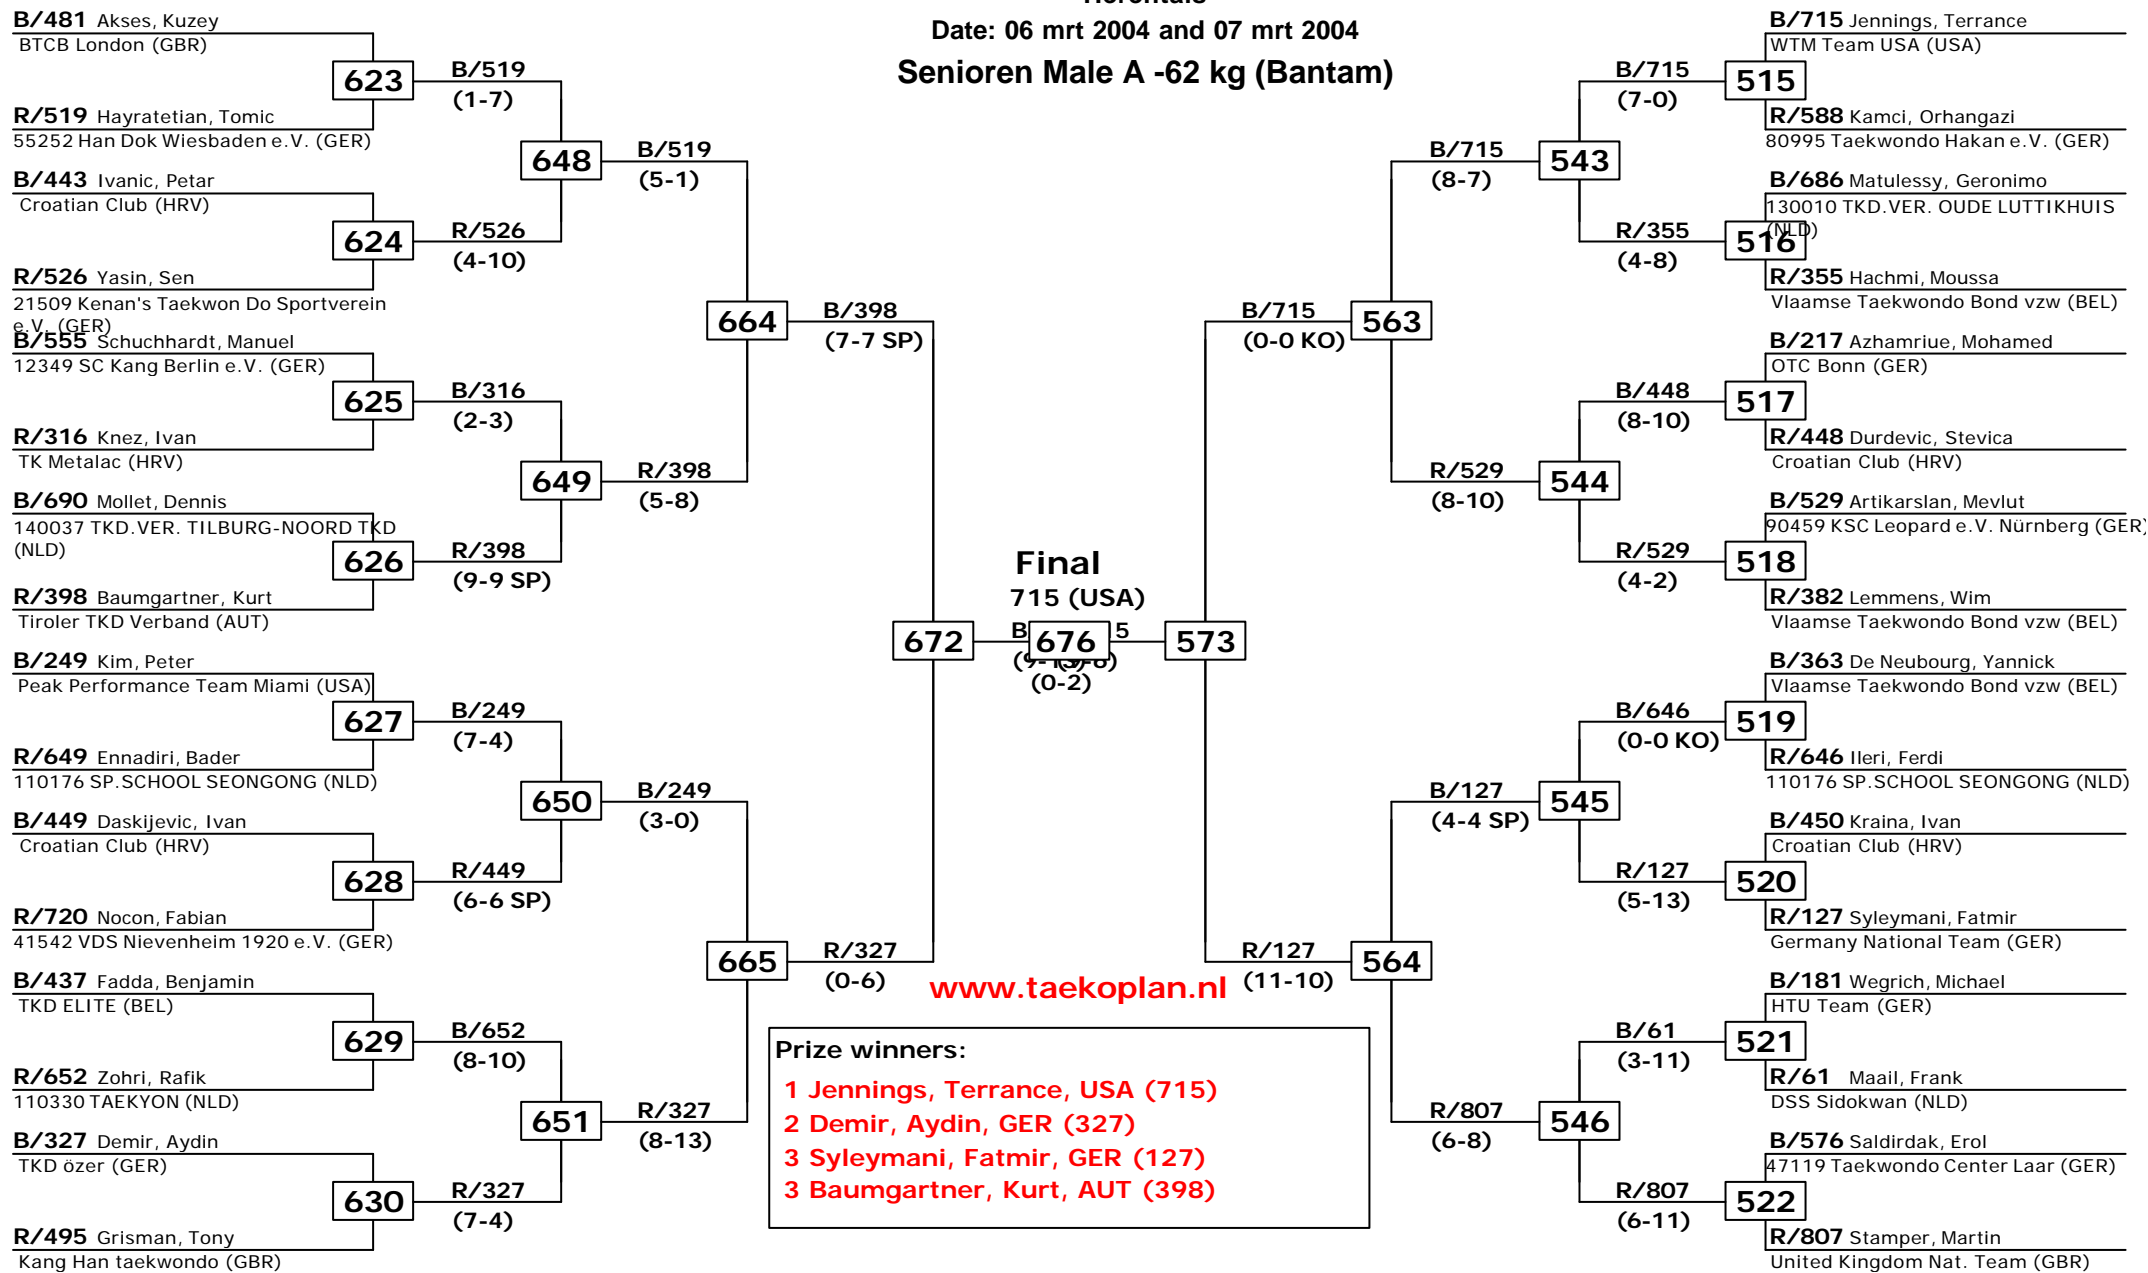 Herentals
Date: 06 mrt 2004 and 07 mrt 2004
Senioren Male A -62 kg (Bantam)
B/481 Akses, Kuzey
BTCB London (GBR)
623
R/519 Hayratetian, Tomic
55252 Han Dok Wiesbaden e.V. (GER)
B/443 Ivanic, Petar
Croatian Club (HRV)
624
R/526 Yasin, Sen
21509 Kenan's Taekwon Do Sportverein
e.V. (GER)
B/555 Schuchhardt, Manuel
12349 SC Kang Berlin e.V. (GER)
625
R/316 Knez, Ivan
TK Metalac (HRV)
B/690 Mollet, Dennis
140037 TKD.VER. TILBURG-NOORD TKD
(NLD)
626
R/398 Baumgartner, Kurt
Tiroler TKD Verband (AUT)
B/249 Kim, Peter
Peak Performance Team Miami (USA)
627
R/649 Ennadiri, Bader
110176 SP.SCHOOL SEONGONG (NLD)
B/449 Daskijevic, Ivan
Croatian Club (HRV)
628
R/720 Nocon, Fabian
41542 VDS Nievenheim 1920 e.V. (GER)
B/437 Fadda, Benjamin
TKD ELITE (BEL)
629
R/652 Zohri, Rafik
110330 TAEKYON (NLD)
B/327 Demir, Aydin
TKD özer (GER)
630
R/495 Grisman, Tony
Kang Han taekwondo (GBR)
B/519
(1-7)
648
R/526
(4-10)
B/316
(2-3)
649
R/398
(9-9 SP)
B/249
(7-4)
650
R/449
(6-6 SP)
B/652
(8-10)
651
R/327
(7-4)
B/519
(5-1)
664
R/398
(5-8)
B/249
(3-0)
665
R/327
(8-13)
B/398
(7-7 SP)
672
R/327
(0-6)
Final
715 (USA)
676
(0-2)
573
B/715
(0-0 KO)
R/127
(11-10)
563
564
B/715
(8-7)
R/529
(8-10)
B/127
(4-4 SP)
R/807
(6-8)
543
544
545
546
B/715
(7-0)
R/355
(4-8)
B/448
(8-10)
R/529
(4-2)
B/646
(0-0 KO)
R/127
(5-13)
B/61
(3-11)
R/807
(6-11)
B/715 Jennings, Terrance
WTM Team USA (USA)
515
R/588 Kamci, Orhangazi
80995 Taekwondo Hakan e.V. (GER)
B/686 Matulessy, Geronimo
130010 TKD.VER. OUDE LUTTIKHUIS
(NLD)
516
R/355 Hachmi, Moussa
Vlaamse Taekwondo Bond vzw (BEL)
B/217 Azhamriue, Mohamed
OTC Bonn (GER)
517
R/448 Durdevic, Stevica
Croatian Club (HRV)
B/529 Artikarslan, Mevlut
90459 KSC Leopard e.V. Nürnberg (GER)
518
R/382 Lemmens, Wim
Vlaamse Taekwondo Bond vzw (BEL)
B/363 De Neubourg, Yannick
Vlaamse Taekwondo Bond vzw (BEL)
519
R/646 Ileri, Ferdi
110176 SP.SCHOOL SEONGONG (NLD)
B/450 Kraina, Ivan
Croatian Club (HRV)
520
R/127 Syleymani, Fatmir
Germany National Team (GER)
B/181 Wegrich, Michael
HTU Team (GER)
521
R/61 Maail, Frank
DSS Sidokwan (NLD)
B/576 Saldirdak, Erol
47119 Taekwondo Center Laar (GER)
522
R/807 Stamper, Martin
United Kingdom Nat. Team (GBR)
www.taekoplan.nl
Prize winners:
1 Jennings, Terrance, USA (715)
2 Demir, Aydin, GER (327)
3 Syleymani, Fatmir, GER (127)
3 Baumgartner, Kurt, AUT (398)